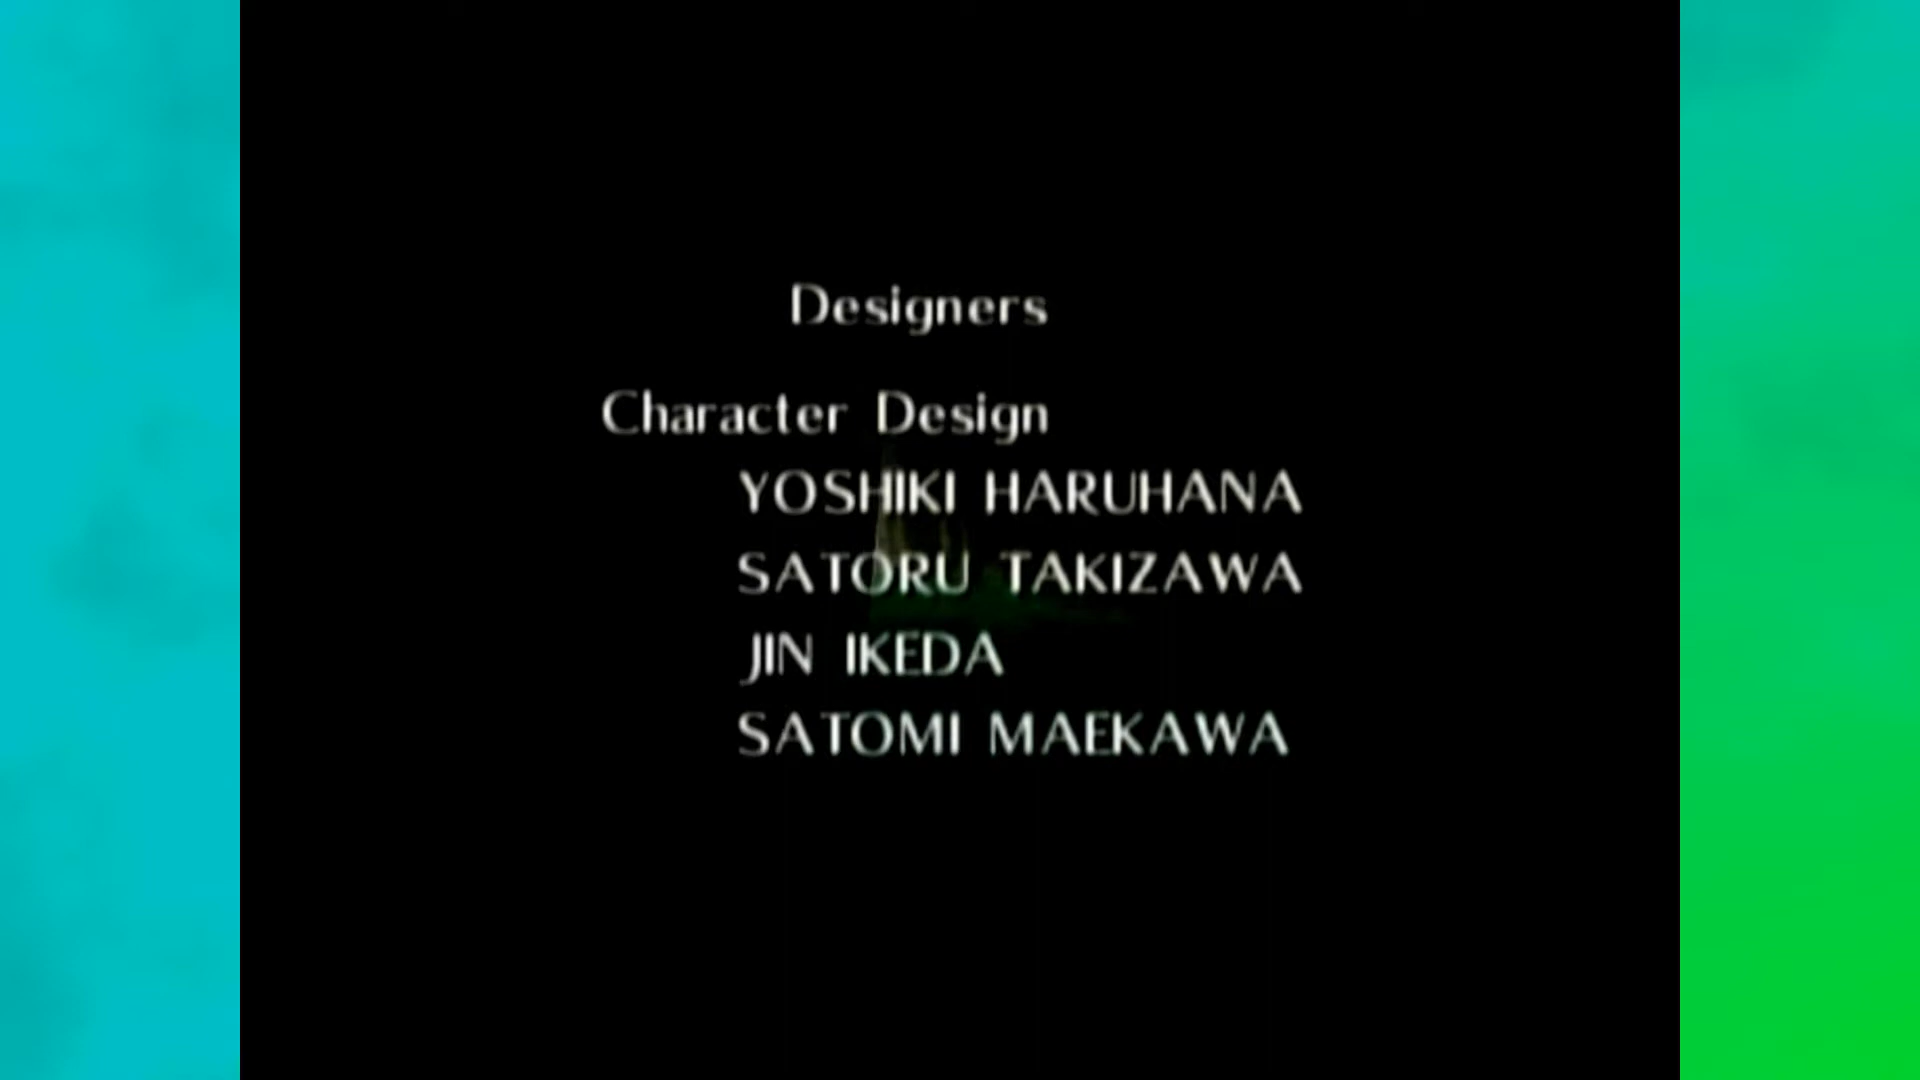 Designers
Character Design
YOSHIKI HARUHANA
SATORU TAKIZAWA
JIN IKEDA
SATOMI MAEKAWA